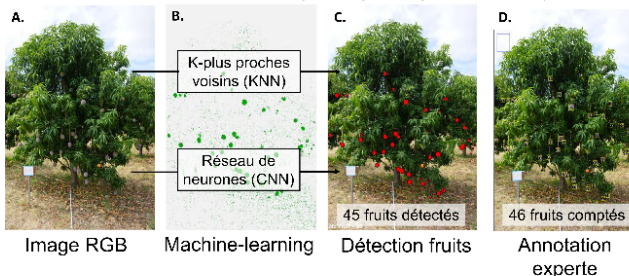 A.
B.
C.
D.
K-plus proches
voisins (KNN)
Réseau de
neurones (CNN)
45 fruits détectés
46 fruits comptés
Image RGB
Machine-learning
Détection fruits
Annotation
experte